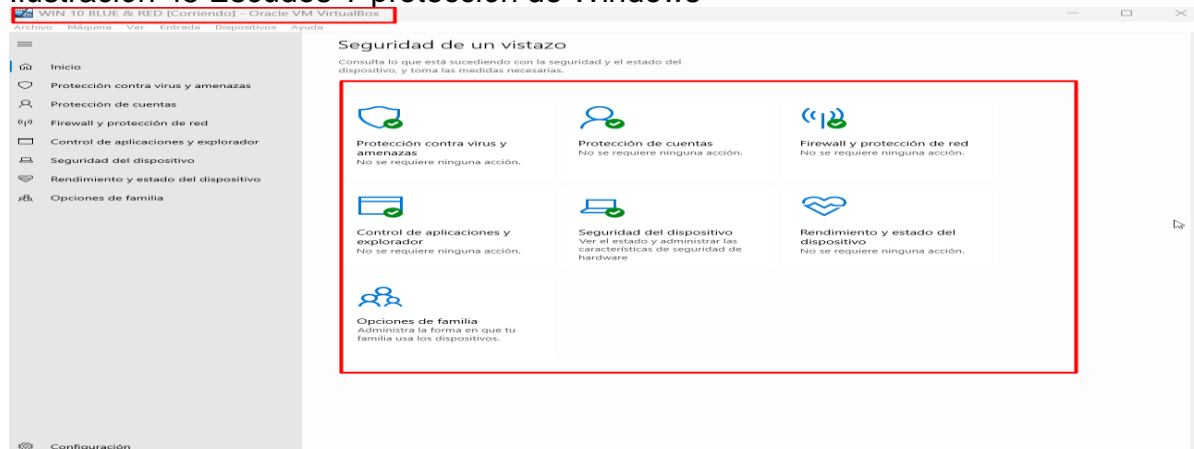 WIN 10 BLUE & RED [Corriendo] - Oracle VM VirtualBox
Archivo Máquina Ver Entrada Dispositivos Ayuda
Inicio
Protección contra virus y amenazas
Protección de cuentas
Firewall y protección de red
Control de aplicaciones y explorador
Seguridad del dispositivo
Rendimiento y estado del dispositivo
Opciones de familia
Configuración
Seguridad de un vistazo
Consulta lo que está sucediendo con la seguridad y el estado del
dispositivo, y toma las medidas necesarias.
Protección contra virus y
amenazas
No se requiere ninguna acción.
Protección de cuentas
No se requiere ninguna acción.
Firewall y protección de red
No se requiere ninguna acción.
Control de aplicaciones y
explorador
No se requiere ninguna acción.
Seguridad del dispositivo
Ver el estado y administrar las
características de seguridad de
hardware
Rendimiento y estado del
dispositivo
No se requiere ninguna acción.
Opciones de familia
Administra la forma en que tu
familia usa los dispositivos.